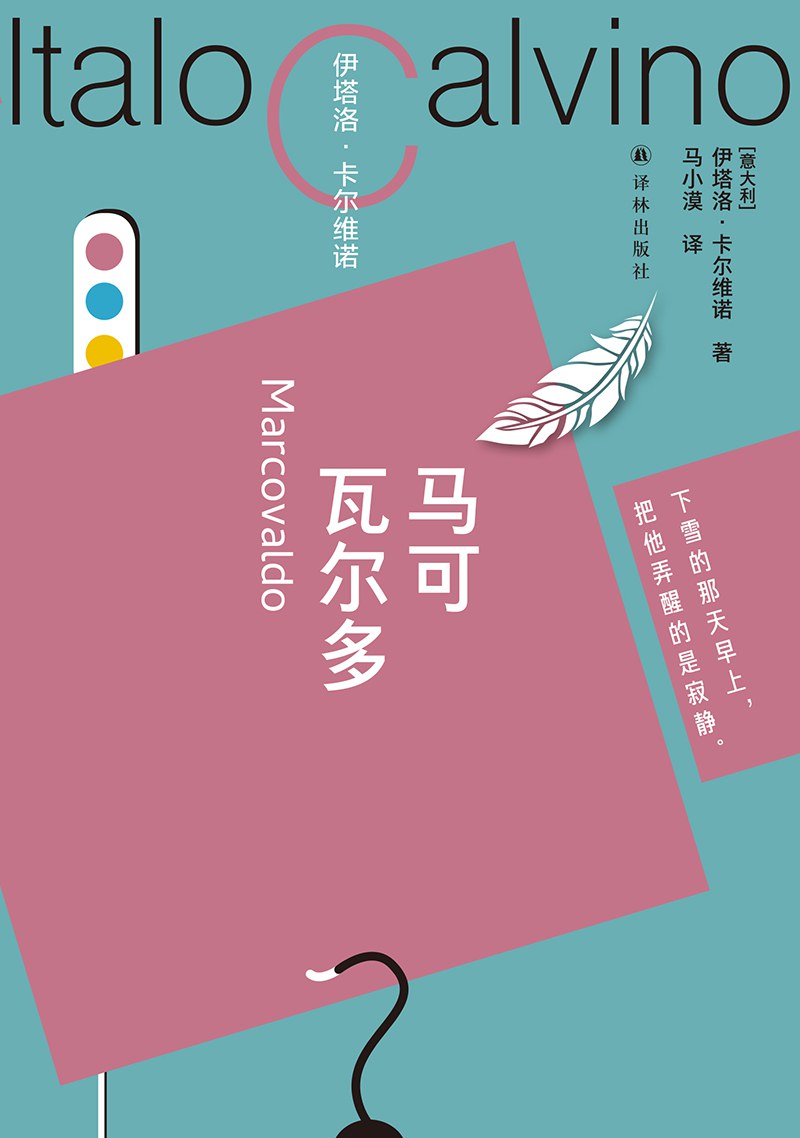 Italo Calvino
伊塔洛·卡尔维诺
[意大利]
伊塔洛·卡尔维诺 著
马小漠 译
译林出版社
马可
瓦尔多
Marcovaldo
下雪的那天早上，
把他弄醒的是寂静。